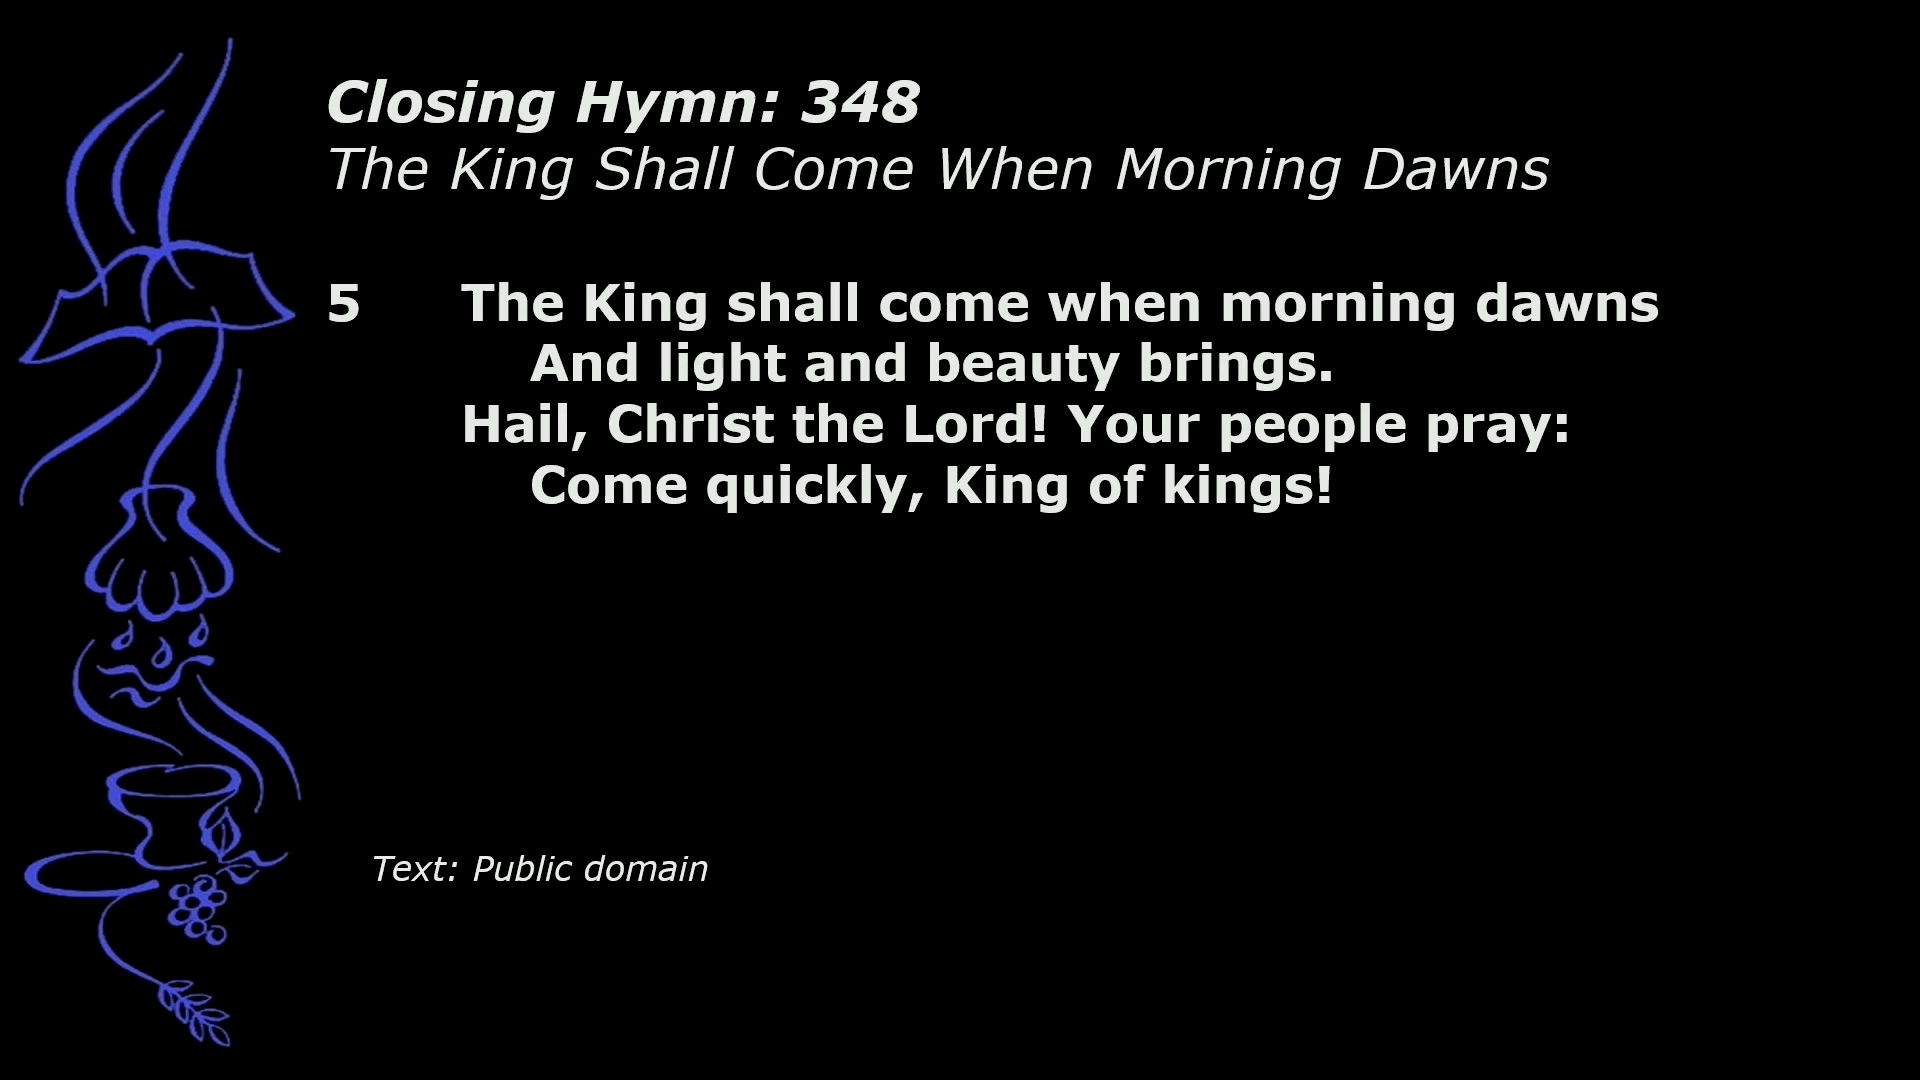 Closing Hymn: 348
The King Shall Come When Morning Dawns
5 The King shall come when morning dawns
And light and beauty brings.
Hail, Christ the Lord! Your people pray:
Come quickly, King of kings!
Text: Public domain